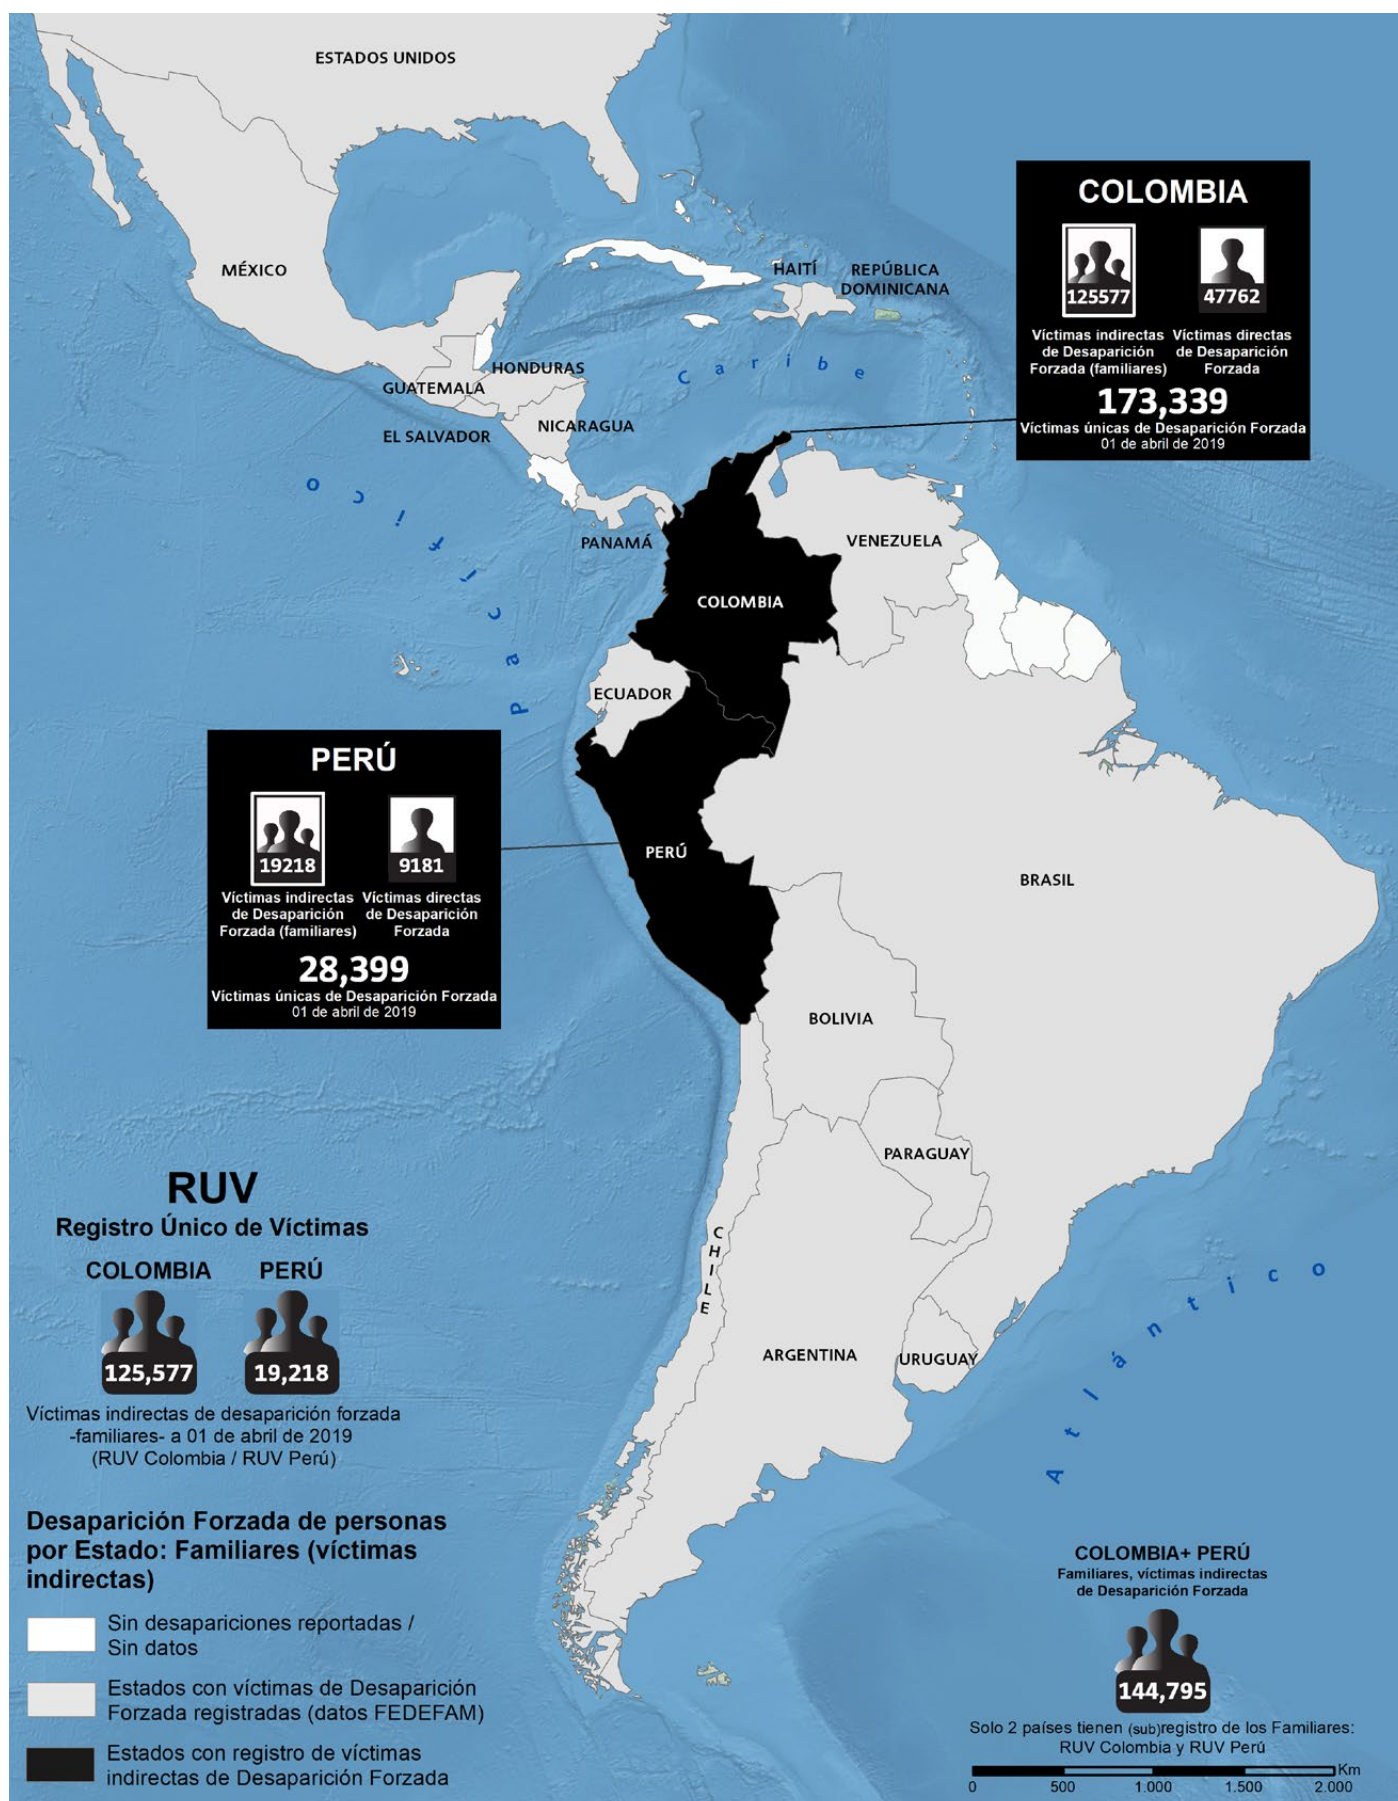 ESTADOS UNIDOS
MÉXICO
HAITÍ
REPÚBLICA
DOMINICANA
HONDURAS
GUATEMALA
EL SALVADOR
NICARAGUA
PANAMÁ
Caribe
Pacífico
VENEZUELA
COLOMBIA
ECUADOR
PERÚ
BRASIL
BOLIVIA
PARAGUAY
CHILE
ARGENTINA
URUGUAY
Atlántico
COLOMBIA
125577
47762
Víctimas indirectas
de Desaparición
Forzada (familiares)
Víctimas directas
de Desaparición
Forzada
173,339
Víctimas únicas de Desaparición Forzada
01 de abril de 2019
PERÚ
19218
9181
Víctimas indirectas
de Desaparición
Forzada (familiares)
Víctimas directas
de Desaparición
Forzada
28,399
Víctimas únicas de Desaparición Forzada
01 de abril de 2019
RUV
Registro Único de Víctimas
COLOMBIA
PERÚ
125,577
19,218
Víctimas indirectas de desaparición forzada
-familiares- a 01 de abril de 2019
(RUV Colombia / RUV Perú)
Desaparición Forzada de personas
por Estado: Familiares (víctimas
indirectas)
Sin desapariciones reportadas /
Sin datos
Estados con víctimas de Desaparición
Forzada registradas (datos FEDEFAM)
Estados con registro de víctimas
indirectas de Desaparición Forzada
COLOMBIA+ PERÚ
Familiares, víctimas indirectas
de Desaparición Forzada
144,795
Solo 2 países tienen (sub)registro de los Familiares:
RUV Colombia y RUV Perú
Km
0 500 1.000 1.500 2.000